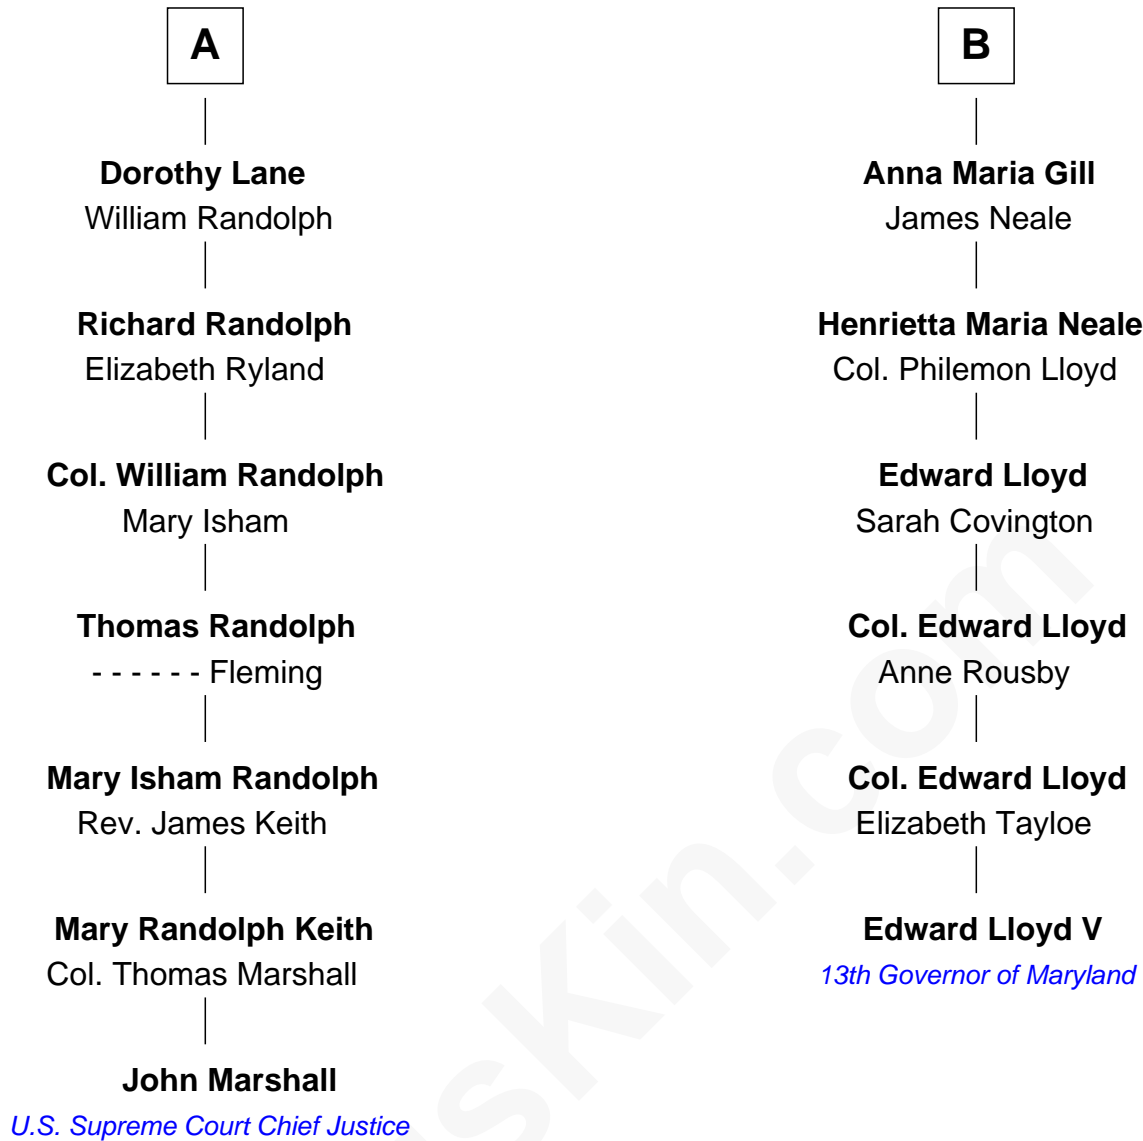 A
Dorothy Lane
William Randolph
Richard Randolph
Elizabeth Ryland
Col. William Randolph
Mary Isham
Thomas Randolph
- - - - - - Fleming
Mary Isham Randolph
Rev. James Keith
Mary Randolph Keith
Col. Thomas Marshall
John Marshall
U.S. Supreme Court Chief Justice
B
Anna Maria Gill
James Neale
Henrietta Maria Neale
Col. Philemon Lloyd
Edward Lloyd
Sarah Covington
Col. Edward Lloyd
Anne Rousby
Col. Edward Lloyd
Elizabeth Tayloe
Edward Lloyd V
13th Governor of Maryland
sKin.com